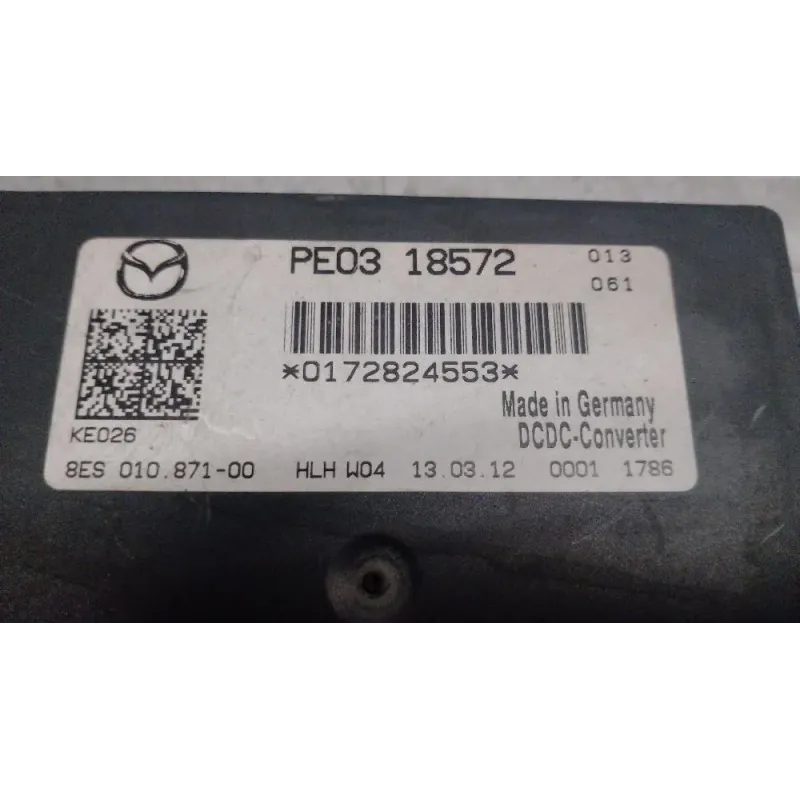 PE03 18572
013
061
*0172824553*
Made in Germany
DCDC-Converter
KE026
8ES 010.871-00 HLH W04 13.03.12 0001 1786